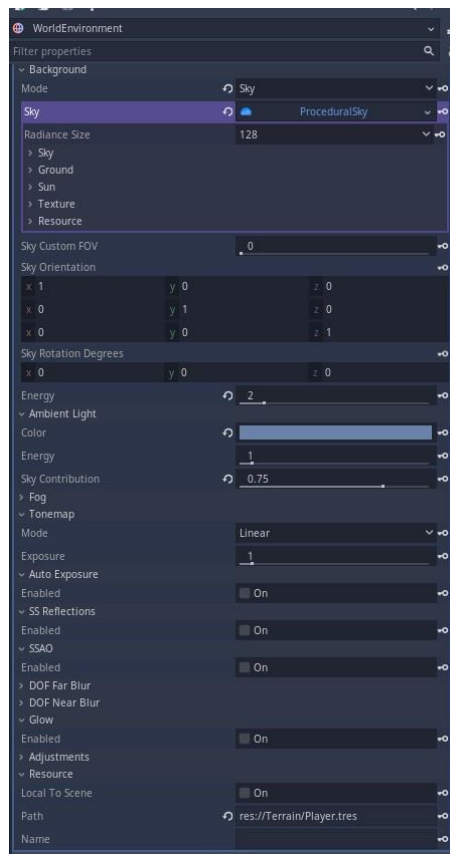 WorldEnvironment
Filter properties
Background
Mode Sky
Sky ProceduralSky
Radiance Size 128
Sky
Ground
Sun
Texture
Resource
Sky Custom FOV 0
Sky Orientation
x 1 y 0 z 0
x 0 y 1 z 0
x 0 y 0 z 1
Sky Rotation Degrees
x 0 y 0 z 0
Energy 2
Ambient Light
Color
Energy 1
Sky Contribution 0.75
Fog
Tonemap
Mode Linear
Exposure 1
Auto Exposure
Enabled On
SS Reflections
Enabled On
SSAO
Enabled On
DOF Far Blur
DOF Near Blur
Glow
Enabled On
Adjustments
Resource
Local To Scene On
Path res://Terrain/Player.tres
Name